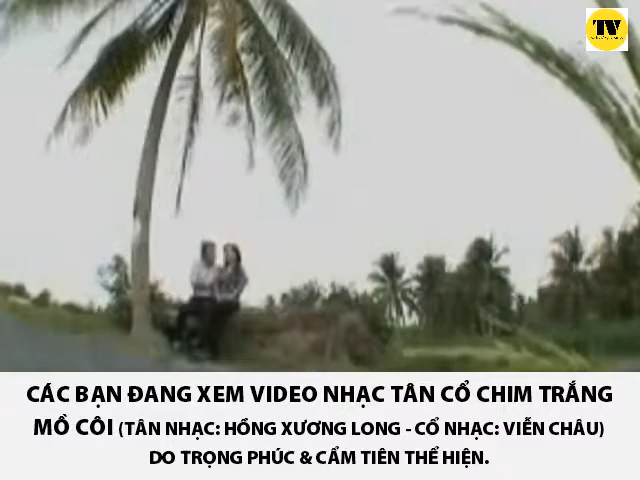 TV
CÁC BẠN ĐANG XEM VIDEO NHẠC TÂN CỔ CHIM TRẮNG
MỒ CÔI (TÂN NHẠC: HỒNG XƯƠNG LONG - CỔ NHẠC: VIỄN CHÂU)
DO TRỌNG PHÚC & CẨM TIÊN THỂ HIỆN.